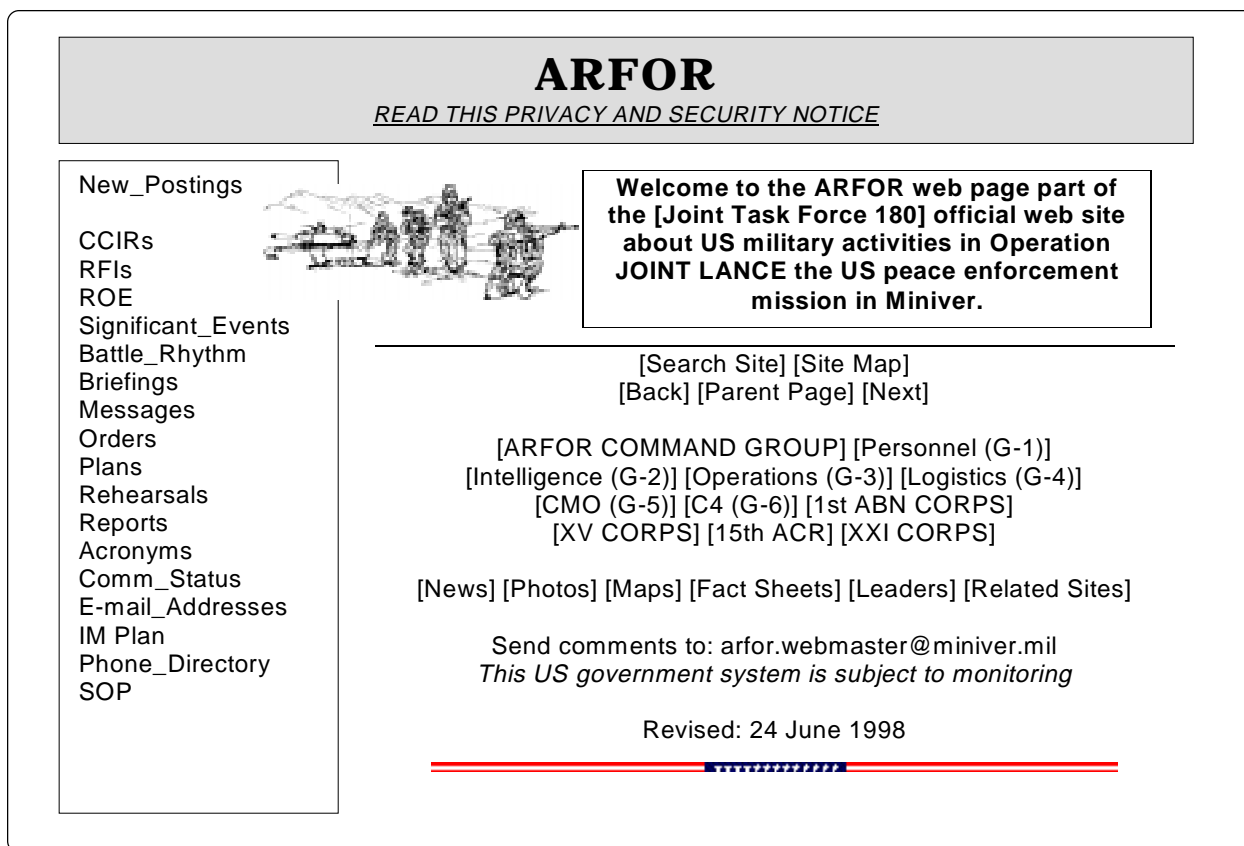 ARFOR
READ THIS PRIVACY AND SECURITY NOTICE
New_Postings
CCIRs
RFIs
ROE
Significant_Events
Battle_Rhythm
Briefings
Messages
Orders
Plans
Rehearsals
Reports
Acronyms
Comm_Status
E-mail_Addresses
IM Plan
Phone_Directory
SOP
Welcome to the ARFOR web page part of
the [Joint Task Force 180] official web site
about US military activities in Operation
JOINT LANCE the US peace enforcement
mission in Miniver.
[Search Site] [Site Map]
[Back] [Parent Page] [Next]
[ARFOR COMMAND GROUP] [Personnel (G-1)]
[Intelligence (G-2)] [Operations (G-3)] [Logistics (G-4)]
[CMO (G-5)] [C4 (G-6)] [1st ABN CORPS]
[XV CORPS] [15th ACR] [XXI CORPS]
[News] [Photos] [Maps] [Fact Sheets] [Leaders] [Related Sites]
Send comments to: arfor.webmaster@miniver.mil
This US government system is subject to monitoring
Revised: 24 June 1998